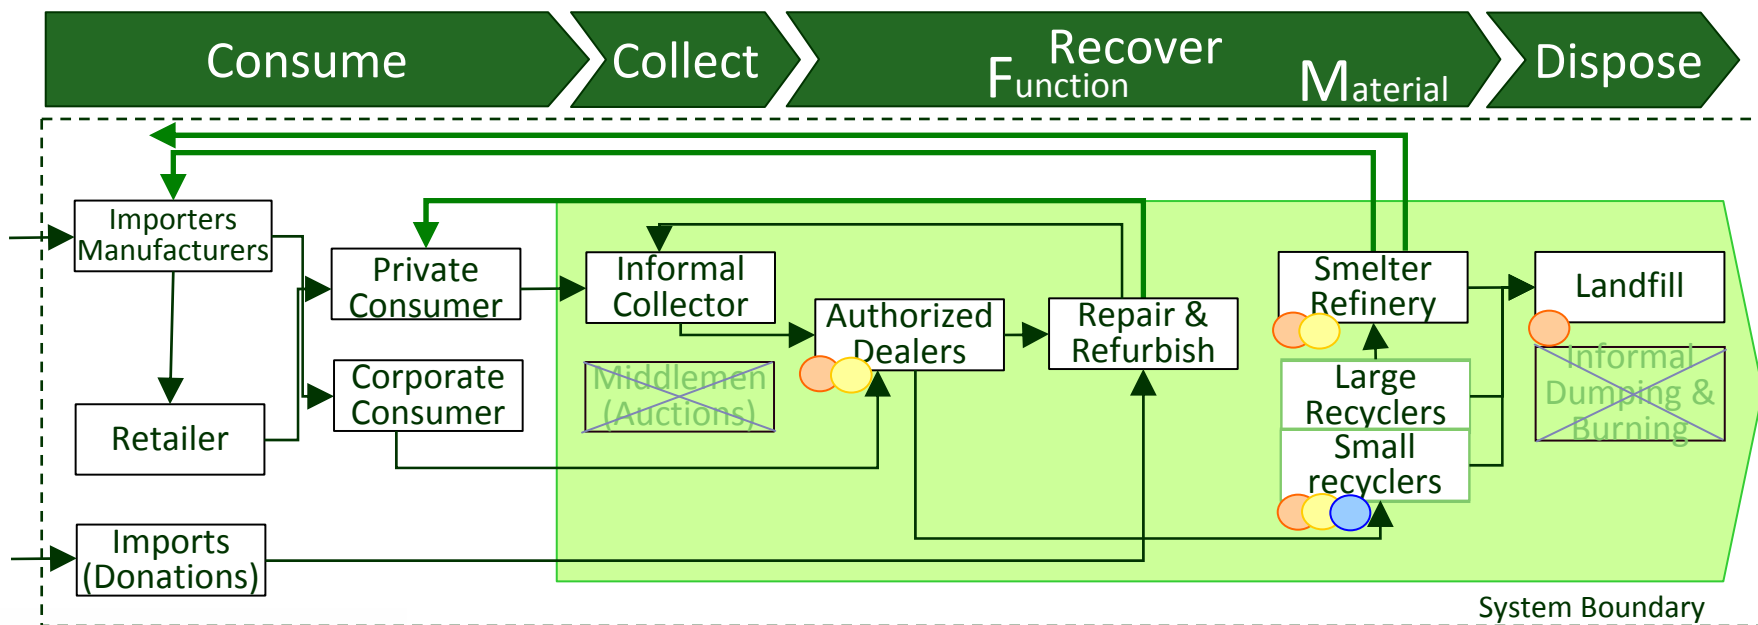 Consume
Collect
Recover
Function
Material
Dispose
Importers
Manufacturers
Retailer
Imports
(Donations)
Private
Consumer
Corporate
Consumer
Informal
Collector
Middlemen
(Auctions)
Authorized
Dealers
Repair &
Refurbish
Smelter
Refinery
Large
Recyclers
Small
recyclers
Landfill
Informal
Dumping &
Burning
System Boundary